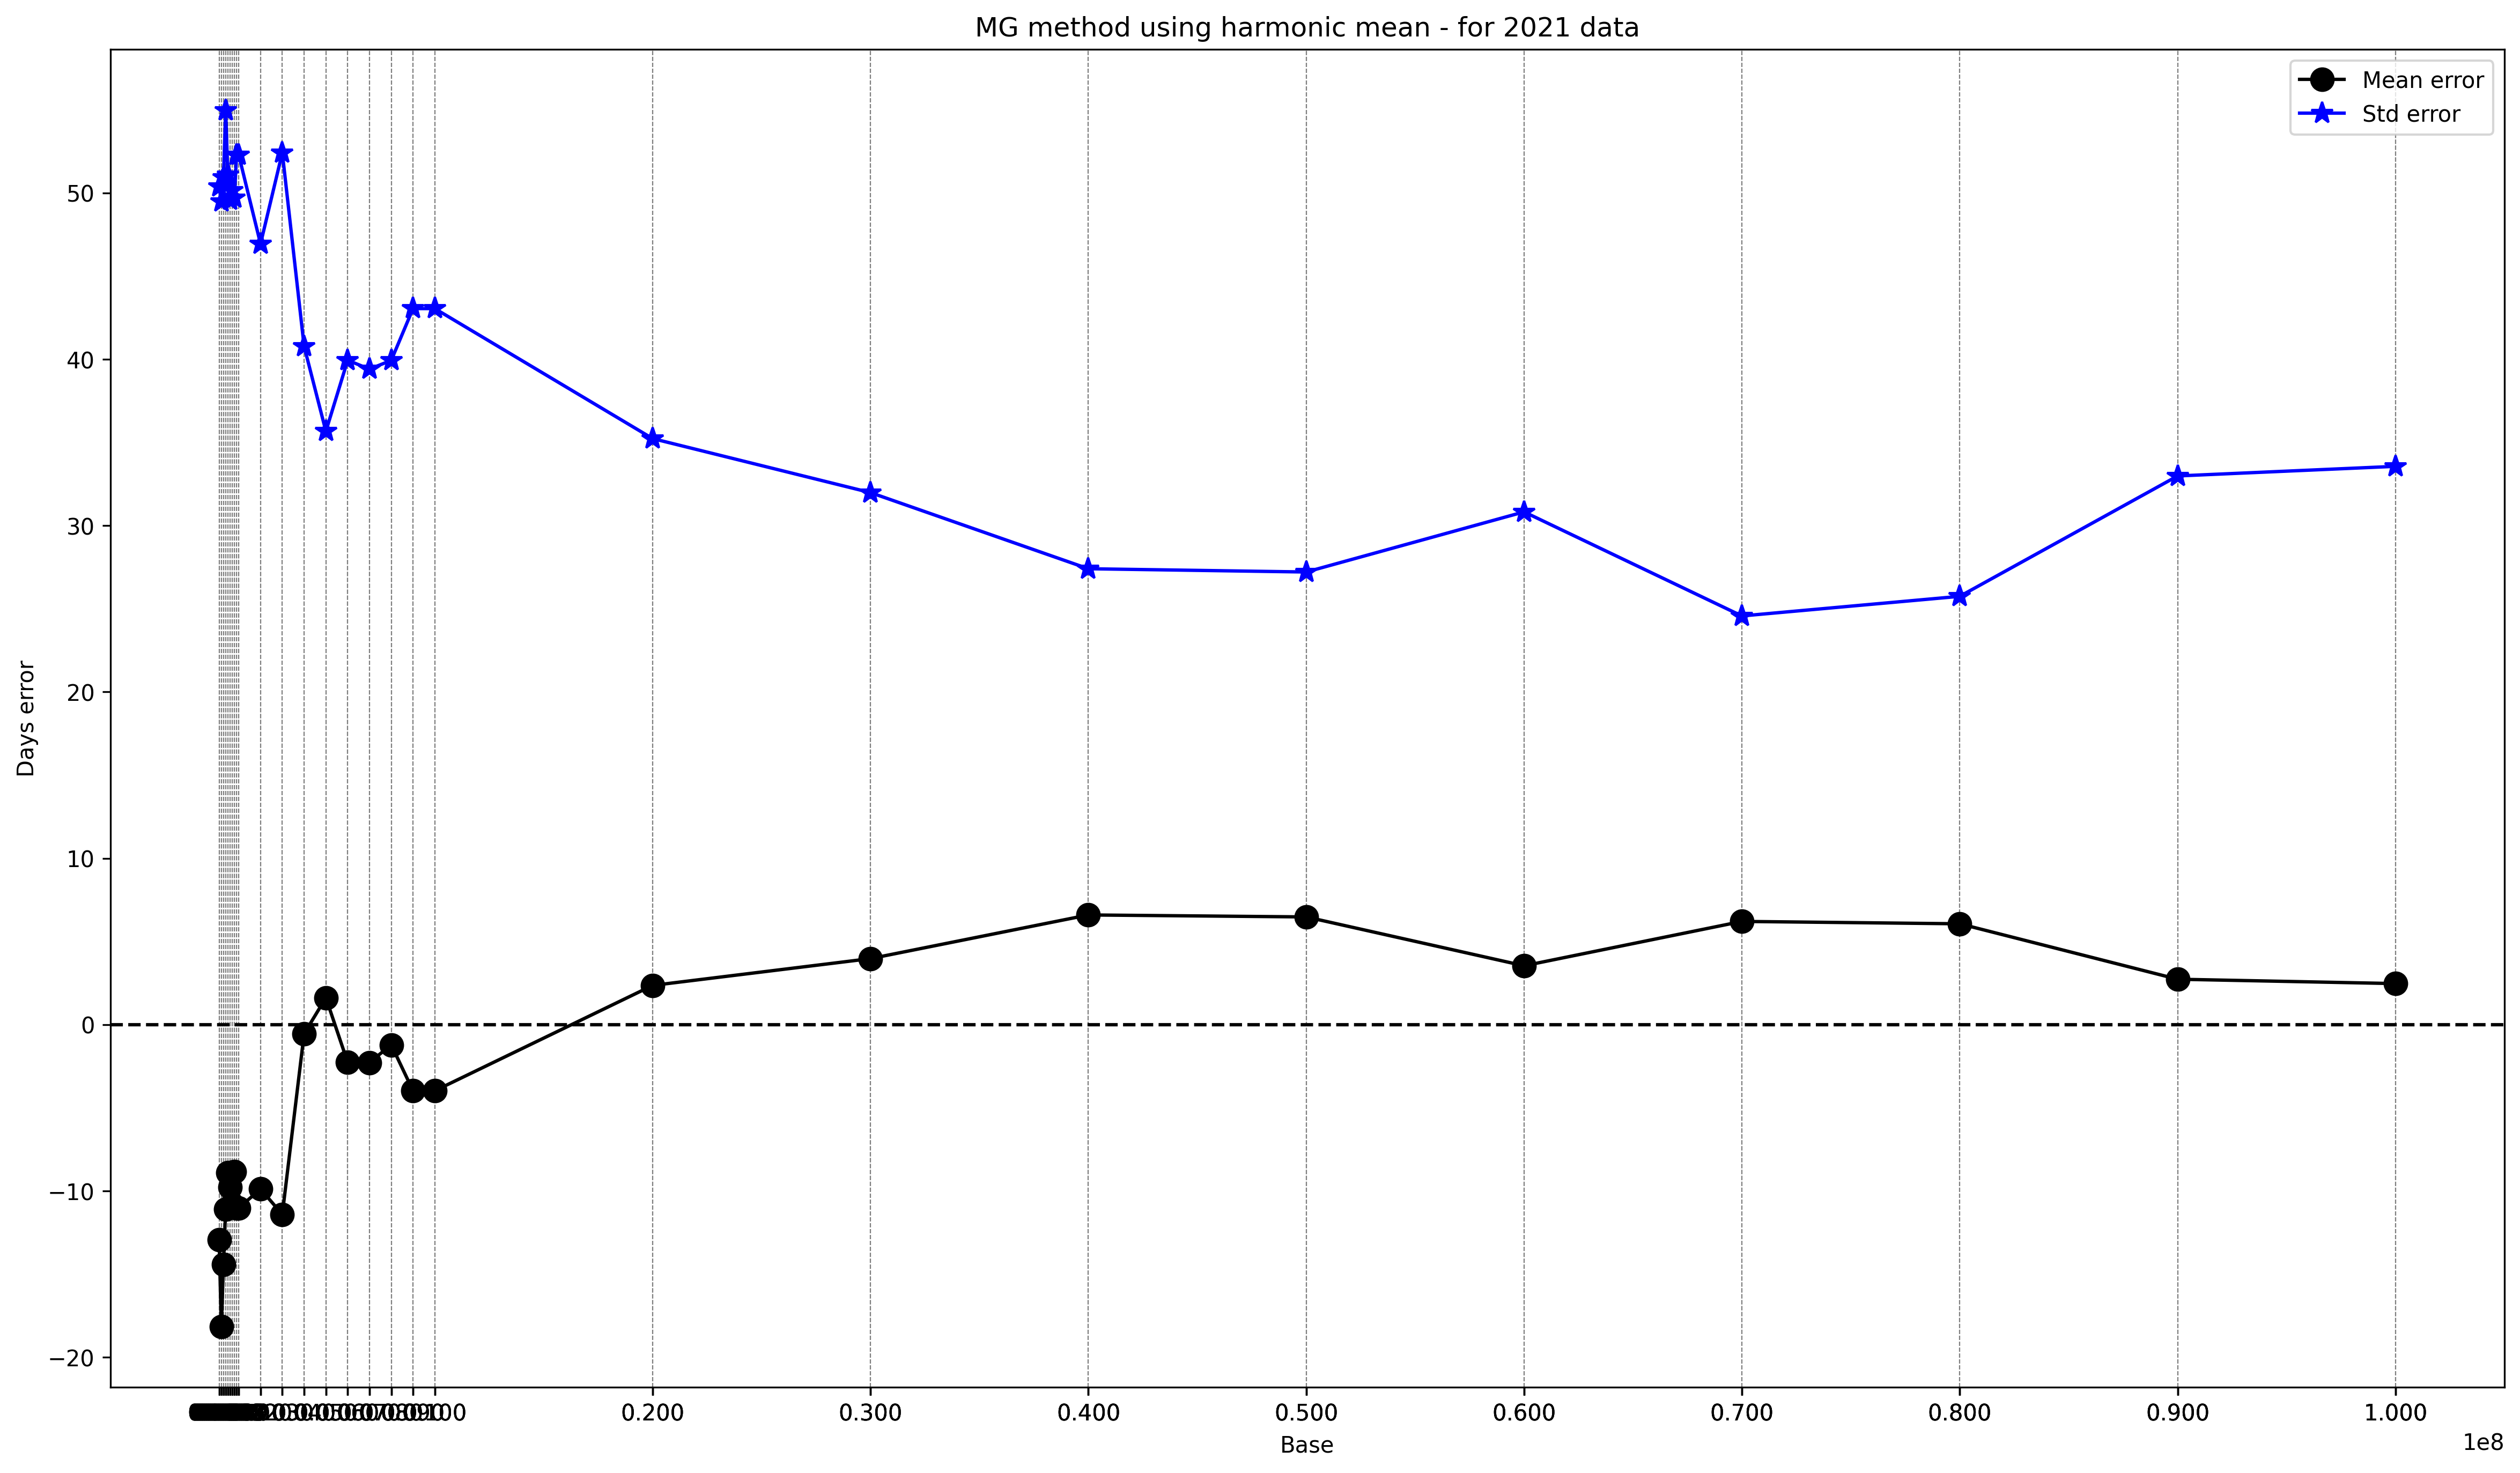 MG method using harmonic mean - for 2021 data
Mean error
Std error
Days error
50
40
30
20
10
0
−10
−20
0.200 0.300 0.400 0.500 0.600 0.700 0.800 0.900 1.000
Base
1e8